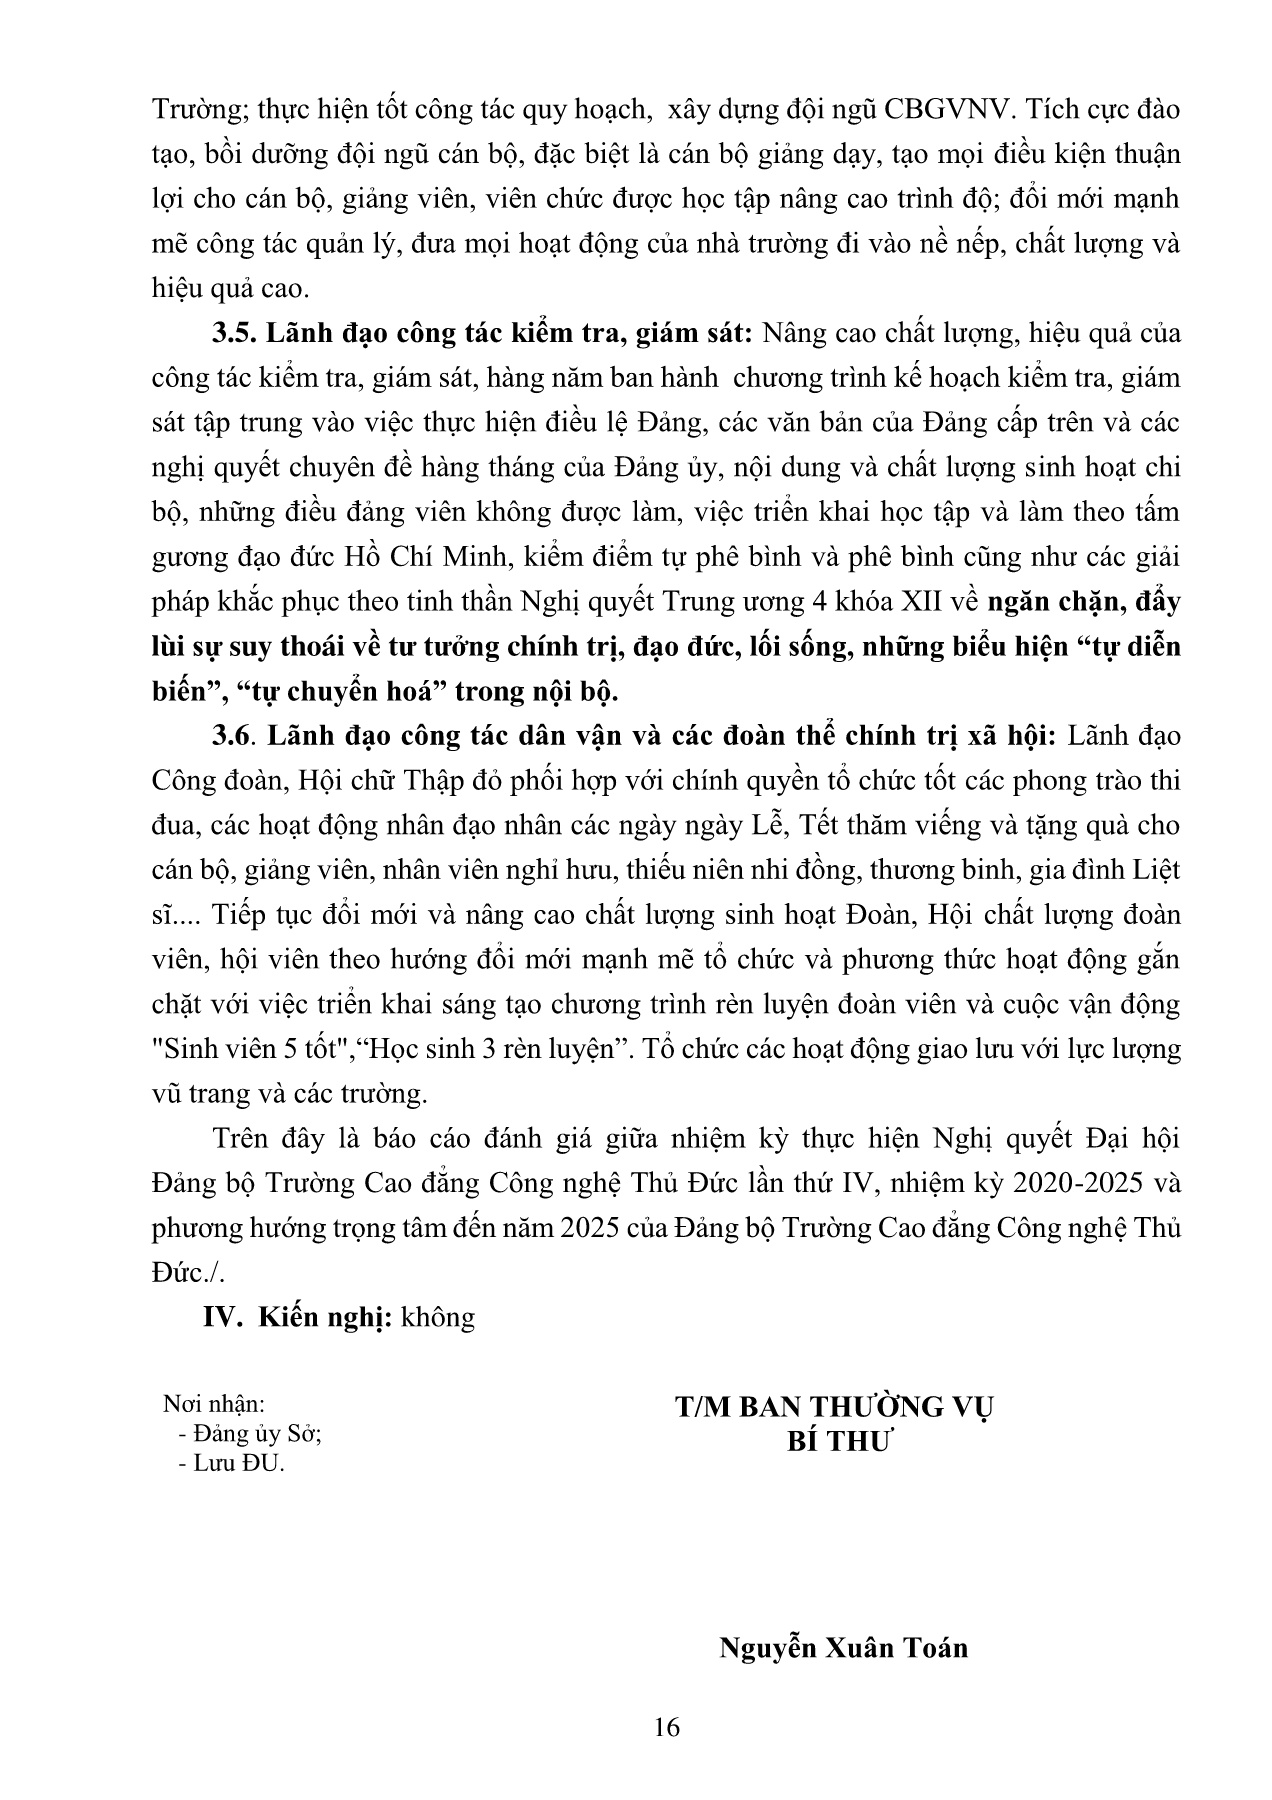 Trường; thực hiện tốt công tác quy hoạch,  xây dựng đội ngũ CBGVNV. Tích cực đào
tạo, bồi dưỡng đội ngũ cán bộ, đặc biệt là cán bộ giảng dạy, tạo mọi điều kiện thuận
lợi cho cán bộ, giảng viên, viên chức được học tập nâng cao trình độ; đổi mới mạnh
mẽ công tác quản lý, đưa mọi hoạt động của nhà trường đi vào nề nếp, chất lượng và
hiệu quả cao.
3.5. Lãnh đạo công tác kiểm tra, giám sát: Nâng cao chất lượng, hiệu quả của
công tác kiểm tra, giám sát, hàng năm ban hành  chương trình kế hoạch kiểm tra, giám
sát tập trung vào việc thực hiện điều lệ Đảng, các văn bản của Đảng cấp trên và các
nghị quyết chuyên đề hàng tháng của Đảng ủy, nội dung và chất lượng sinh hoạt chi
bộ, những điều đảng viên không được làm, việc triển khai học tập và làm theo tấm
gương đạo đức Hồ Chí Minh, kiểm điểm tự phê bình và phê bình cũng như các giải
pháp khắc phục theo tinh thần Nghị quyết Trung ương 4 khóa XII về ngăn chặn, đẩy
lùi sự suy thoái về tư tưởng chính trị, đạo đức, lối sống, những biểu hiện “tự diễn
biến”, “tự chuyển hoá” trong nội bộ.
3.6. Lãnh đạo công tác dân vận và các đoàn thể chính trị xã hội: Lãnh đạo
Công đoàn, Hội chữ Thập đỏ phối hợp với chính quyền tổ chức tốt các phong trào thi
đua, các hoạt động nhân đạo nhân các ngày ngày Lễ, Tết thăm viếng và tặng quà cho
cán bộ, giảng viên, nhân viên nghỉ hưu, thiếu niên nhi đồng, thương binh, gia đình Liệt
sĩ.... Tiếp tục đổi mới và nâng cao chất lượng sinh hoạt Đoàn, Hội chất lượng đoàn
viên, hội viên theo hướng đổi mới mạnh mẽ tổ chức và phương thức hoạt động gắn
chặt với việc triển khai sáng tạo chương trình rèn luyện đoàn viên và cuộc vận động
"Sinh viên 5 tốt",“Học sinh 3 rèn luyện”. Tổ chức các hoạt động giao lưu với lực lượng
vũ trang và các trường.
Trên đây là báo cáo đánh giá giữa nhiệm kỳ thực hiện Nghị quyết Đại hội
Đảng bộ Trường Cao đẳng Công nghệ Thủ Đức lần thứ IV, nhiệm kỳ 2020-2025 và
phương hướng trọng tâm đến năm 2025 của Đảng bộ Trường Cao đẳng Công nghệ Thủ
Đức./.
IV.  Kiến nghị: không
Nơi nhận:
- Đảng ủy Sở;
- Lưu ĐU.
T/M BAN THƯỜNG VỤ
BÍ THƯ
Nguyễn Xuân Toán
16